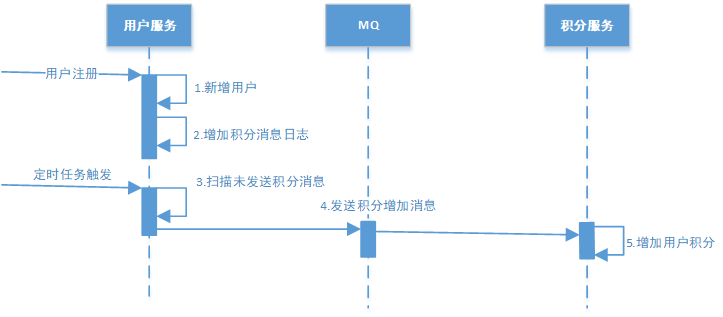 用户服务
MQ
积分服务
用户注册
1.新增用户
2.增加积分消息日志
定时任务触发
3.扫描未发送积分消息
4.发送积分增加消息
5.增加用户积分